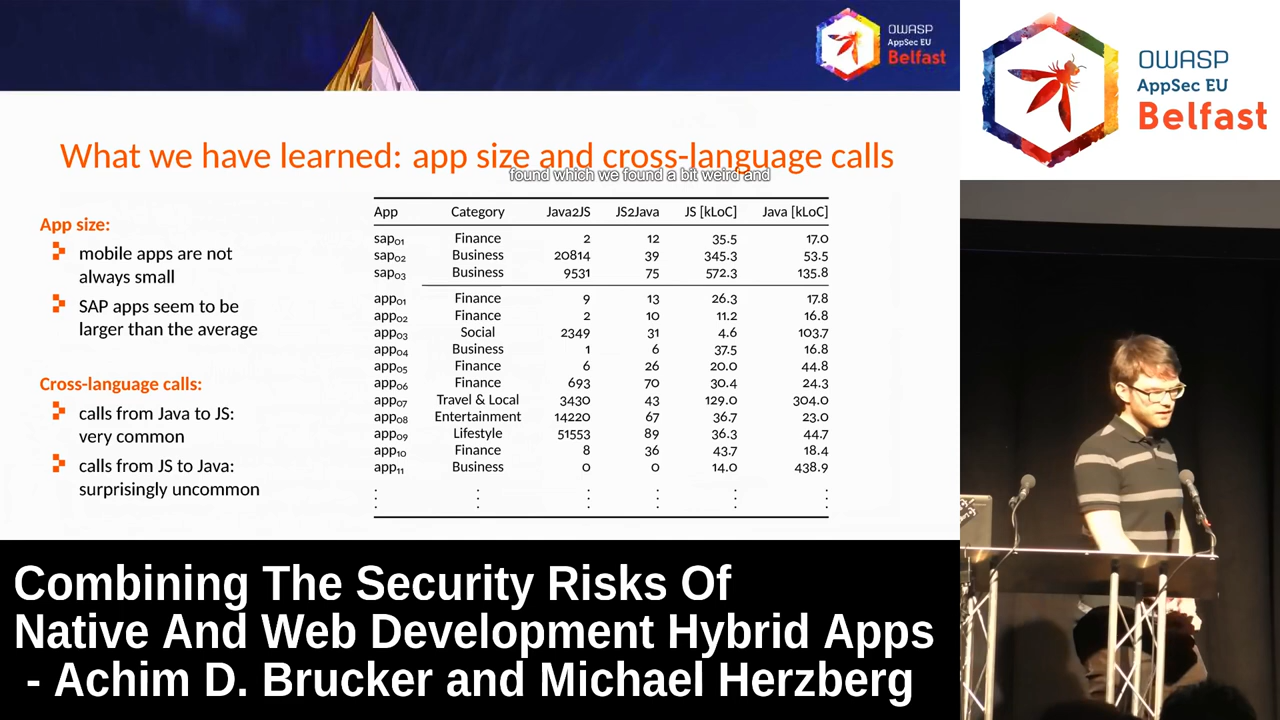 OWASP
AppSec EU
Belfast
OWASP
AppSec EU
Belfast
What we have learned: app size and cross-language calls
found which we found a bit weird and
App size:
mobile apps are not
always small
SAP apps seem to be
larger than the average
Cross-language calls:
calls from Java to JS:
very common
calls from JS to Java:
surprisingly uncommon
App Category Java2JS JS2Java JS [kLoC] Java [kLoC]
sap01 Finance 2 12 35.5 17.0
sap02 Business 20814 39 345.3 53.5
sap03 Business 9531 75 572.3 135.8
app01 Finance 9 13 26.3 17.8
app02 Finance 2 10 11.2 16.8
app03 Social 2349 31 4.6 103.7
app04 Business 1 6 37.5 16.8
app05 Finance 6 26 20.0 44.8
app06 Finance 693 70 30.4 24.3
app07 Travel & Local 3430 43 129.0 304.0
app08 Entertainment 14220 67 36.7 23.0
app09 Lifestyle 51553 89 36.3 44.7
app10 Finance 8 36 43.7 18.4
app11 Business 0 0 14.0 438.9
Combining The Security Risks Of
Native And Web Development Hybrid Apps
- Achim D. Brucker and Michael Herzberg